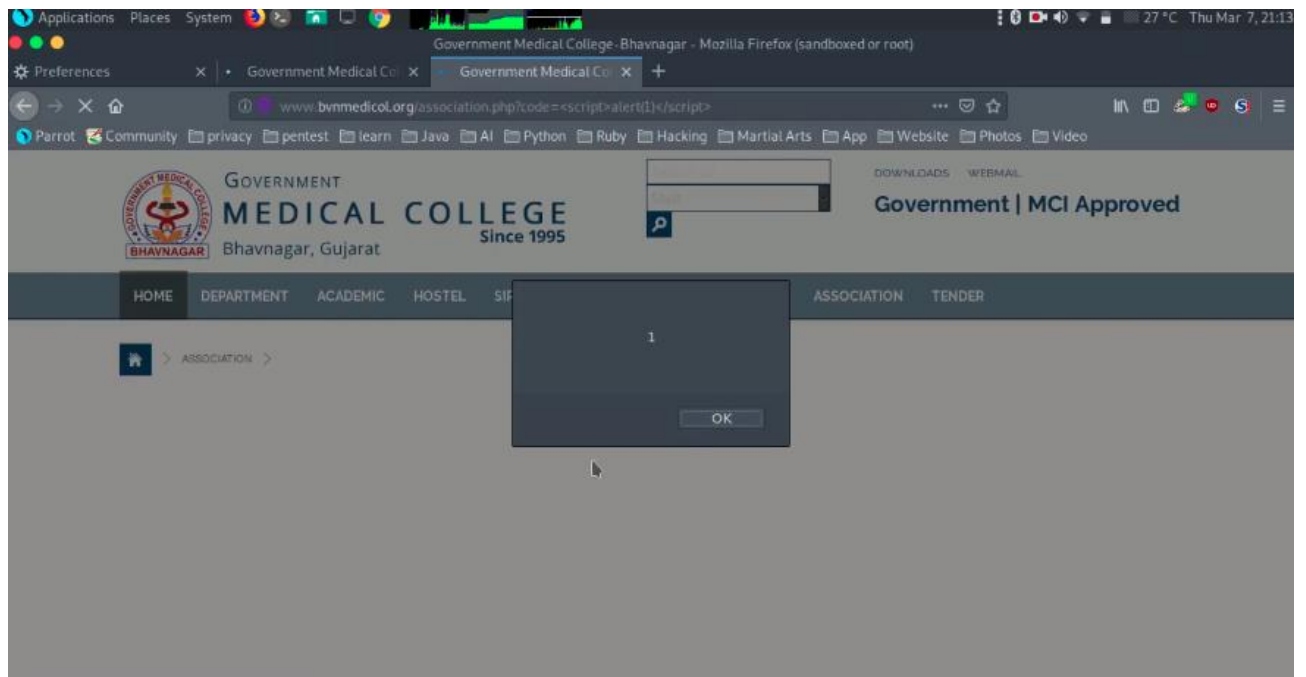 Applications Places System 27 °C Thu Mar 7, 21:13
Government Medical College-Bhavnagar - Mozilla Firefox (sandboxed or root)
Preferences Government Medical Co Government Medical Co
www.bvnmedicol.org/association.php?code=<script>alert(1)</script>
Parrot Community privacy pentest learn Java AI Python Ruby Hacking Martial Arts App Website Photos Video
GOVERNMENT MEDICAL COLLEGE BHAVNAGAR
GOVERNMENT
MEDICAL COLLEGE
Since 1995
Bhavnagar, Gujarat
DOWNLOADS WEBMAIL
Government | MCI Approved
HOME DEPARTMENT ACADEMIC HOSTEL ASSOCIATION TENDER
ASSOCIATION
1
OK